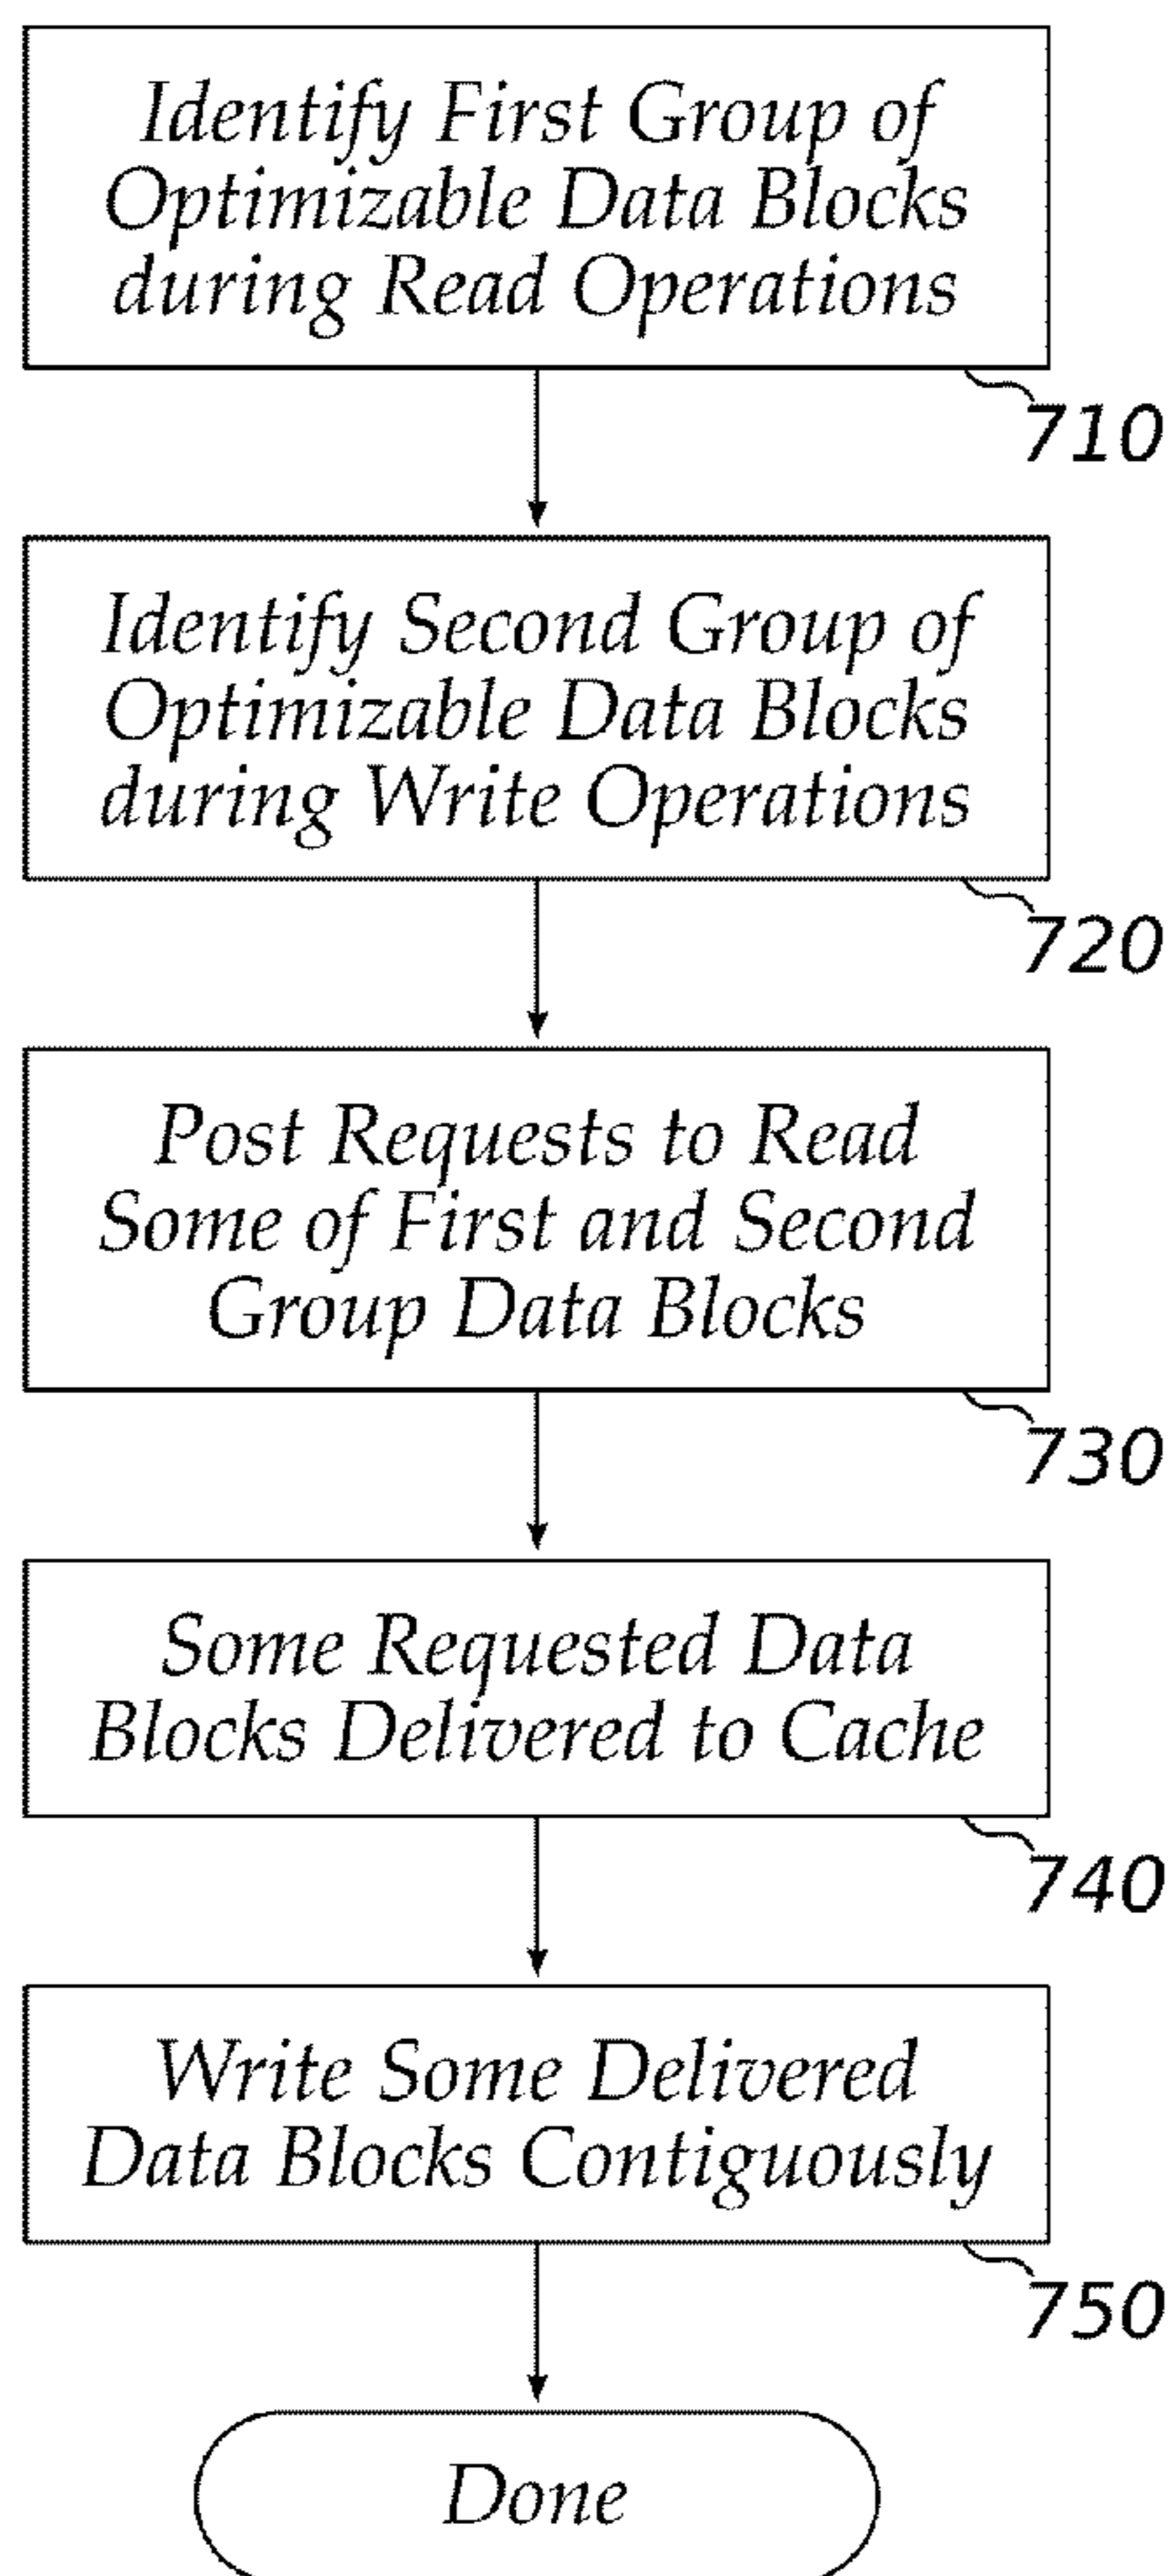 Identify First Group of
Optimizable Data Blocks
during Read Operations
710
Identify Second Group of
Optimizable Data Blocks
during Write Operations
720
Post Requests to Read
Some of First and Second
Group Data Blocks
730
Some Requested Data
Blocks Delivered to Cache
740
Write Some Delivered
Data Blocks Contiguously
750
Done